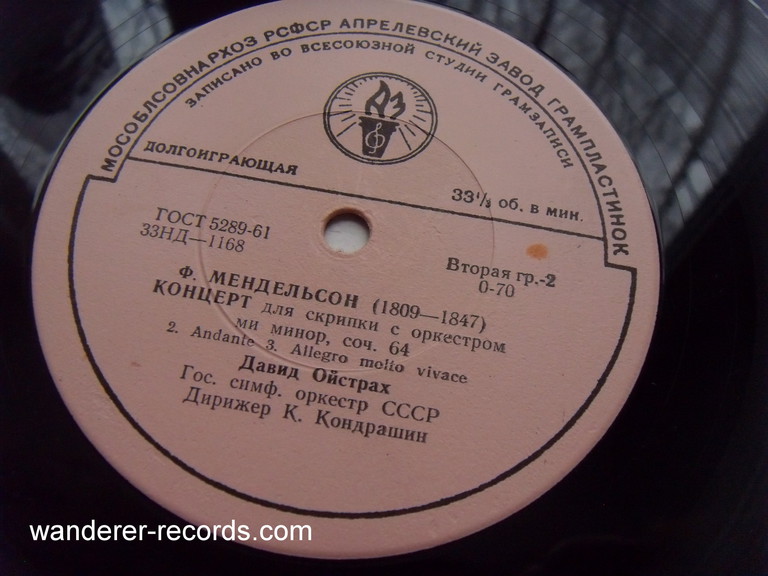 МОСОБЛСОВНАРХОЗ РСФСР АПРЕЛЕВСКИЙ ЗАВОД ГРАМПЛАСТИНОК
ЗАПИСАНО ВО ВСЕСОЮЗНОЙ СТУДИИ ГРАМЗАПИСИ
АЗ
ДОЛГОИГРАЮЩАЯ
33⅓ об. в мин.
ГОСТ 5289-61
33НД—1168
Вторая гр.-2
0-70
Ф. МЕНДЕЛЬСОН (1809—1847)
КОНЦЕРТ для скрипки с оркестром
ми минор, соч. 64
2. Andante 3. Allegro molto vivace
Давид Ойстрах
Гос. симф. оркестр СССР
Дирижер К. Кондрашин
wanderer-records.com